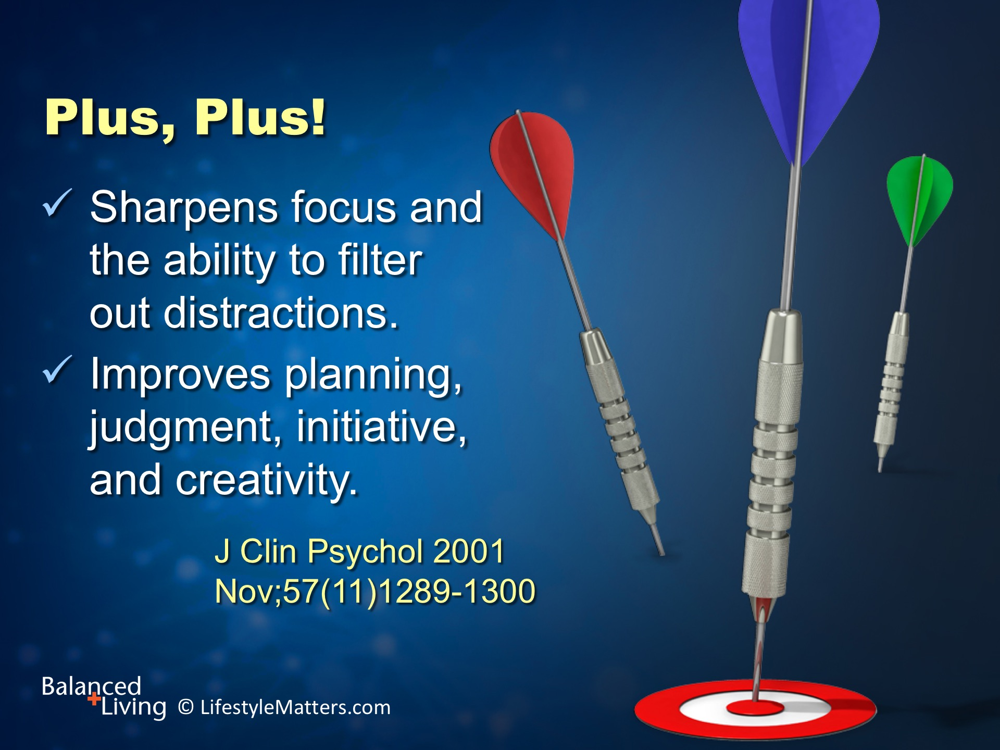 Plus, Plus!
✓ Sharpens focus and
the ability to filter
out distractions.
✓ Improves planning,
judgment, initiative,
and creativity.
J Clin Psychol 2001
Nov;57(11)1289-1300
Balanced
+Living © LifestyleMatters.com